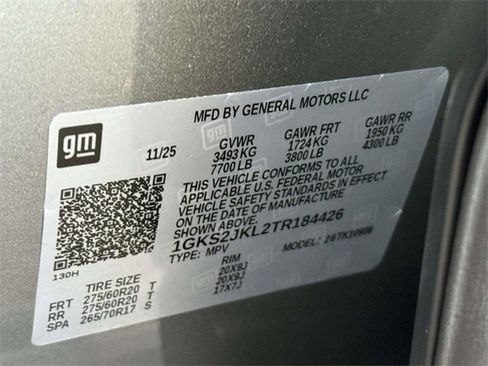 MFD BY GENERAL MOTORS LLC
gm
11/25 GVWR GAWR FRT GAWR RR
3493 KG 1724 KG 1950 KG
7700 LB 3800 LB 4300 LB
THIS VEHICLE CONFORMS TO ALL
APPLICABLE U.S. FEDERAL MOTOR
VEHICLE SAFETY STANDARDS IN EFFECT
ON THE DATE OF MANUFACTURE
1GKS2JKL2TR184426
TYPE: MPV MODEL: 26TK10906
130H
TIRE SIZE RIM
FRT 275/60R20 T 20X9J
RR 275/60R20 T 20X9J
SPA 265/70R17 S 17X7J